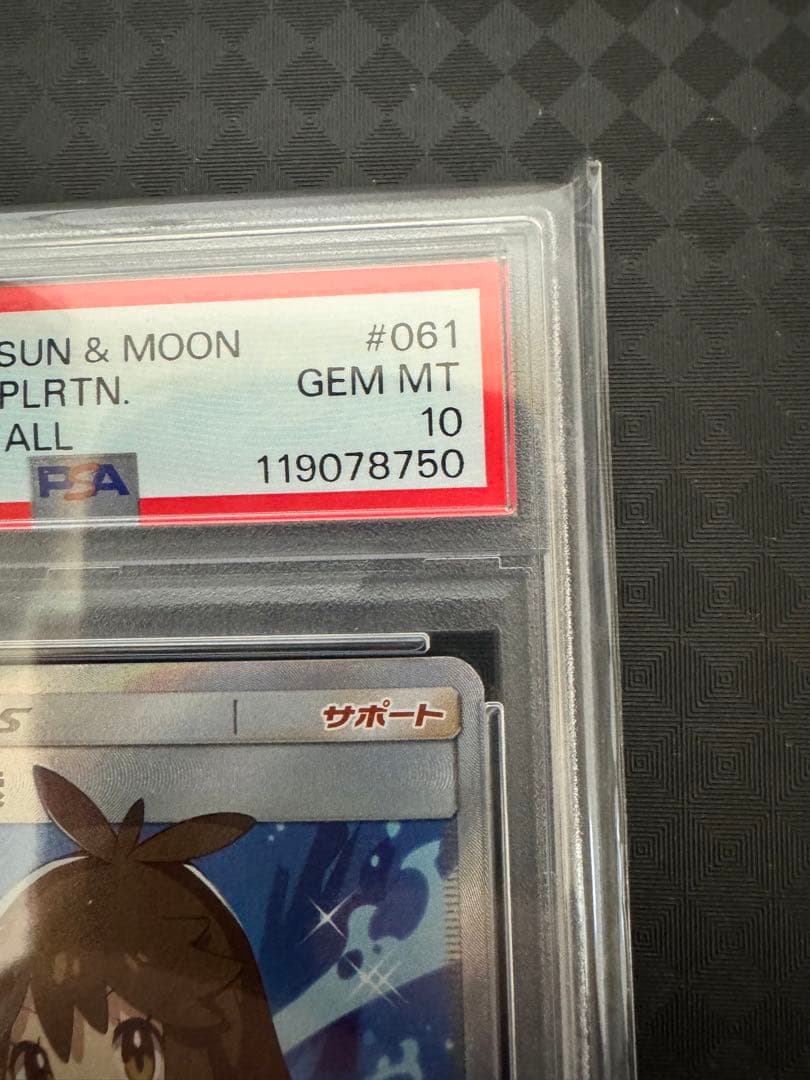 SUN & MOON #061
PLRTN. GEM MT
ALL 10
PSA 119078750
サポート